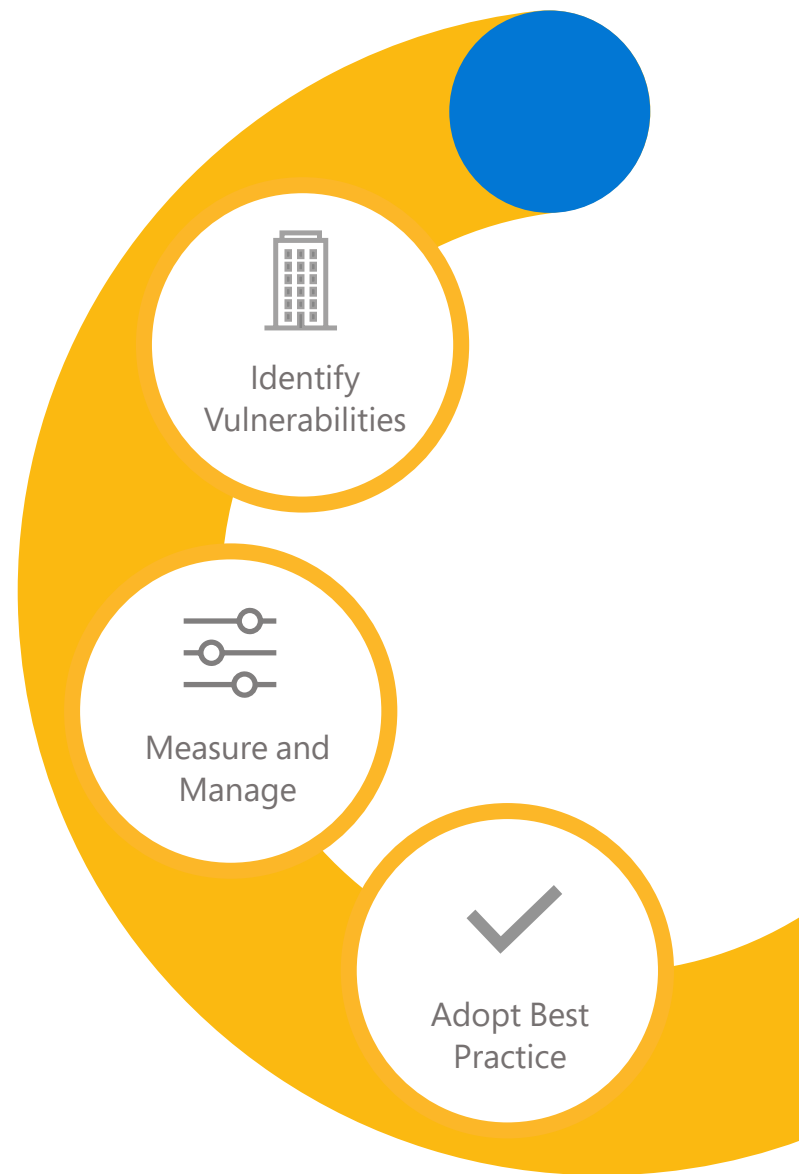 Identify
Vulnerabilities
Measure and
Manage
Adopt Best
Practice